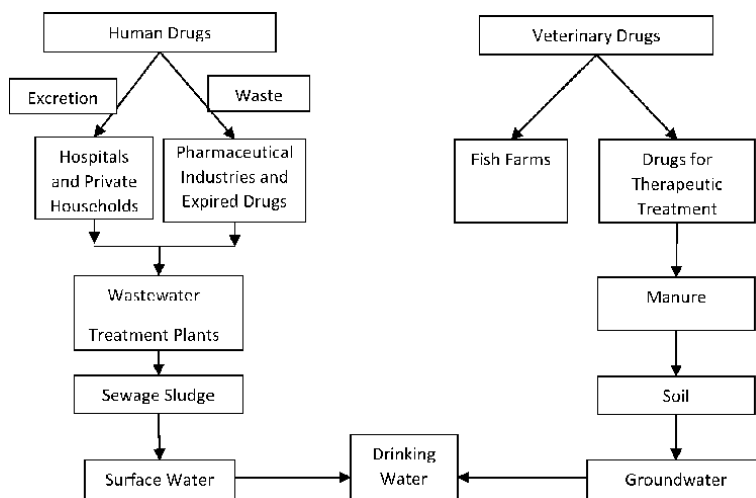 Human Drugs
Veterinary Drugs
Excretion
Waste
Hospitals
and Private
Households
Pharmaceutical
Industries and
Expired Drugs
Fish Farms
Drugs for
Therapeutic
Treatment
Wastewater
Treatment Plants
Manure
Sewage Sludge
Soil
Surface Water
Drinking
Water
Groundwater